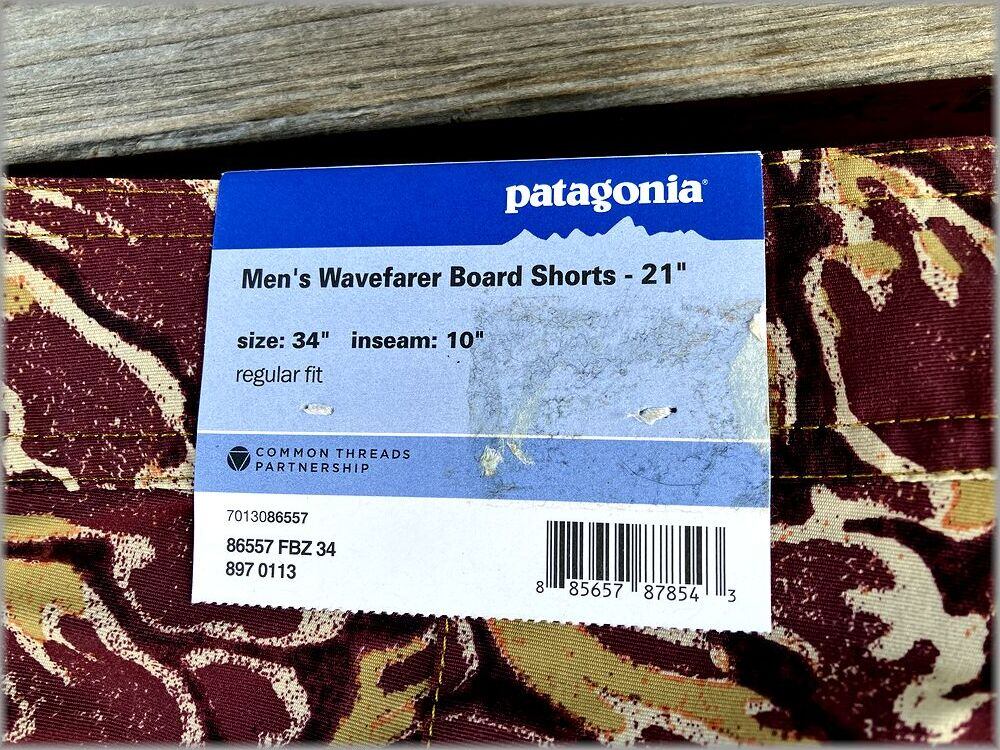 patagonia®
Men's Wavefarer Board Shorts - 21"
size: 34" inseam: 10"
regular fit
COMMON THREADS
PARTNERSHIP
7013086557
86557 FBZ 34
897 0113
8 85657 87854 3